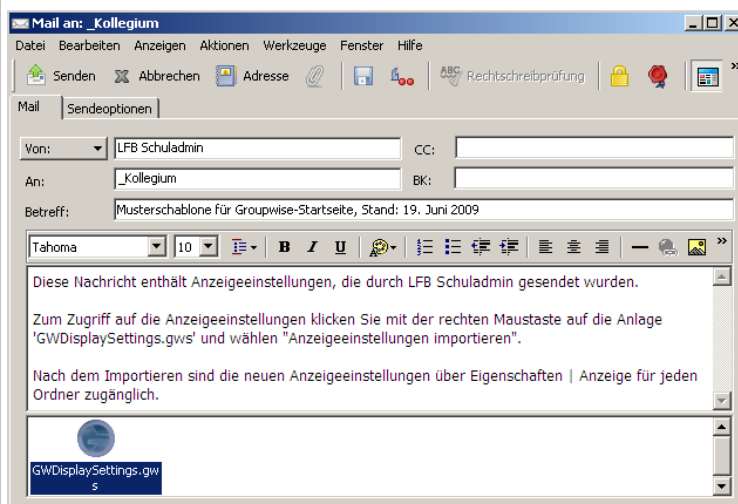 Mail an: _Kollegium
Datei Bearbeiten Anzeigen Aktionen Werkzeuge Fenster Hilfe
Senden Abbrechen Adresse ABC Rechtschreibprüfung »
Mail Sendeoptionen
Von: LFB Schuladmin CC:
An: _Kollegium BK:
Betreff: Musterschablone für Groupwise-Startseite, Stand: 19. Juni 2009
Tahoma 10 B I U »
Diese Nachricht enthält Anzeigeeinstellungen, die durch LFB Schuladmin gesendet wurden.
Zum Zugriff auf die Anzeigeeinstellungen klicken Sie mit der rechten Maustaste auf die Anlage
'GWDisplaySettings.gws' und wählen "Anzeigeeinstellungen importieren".
Nach dem Importieren sind die neuen Anzeigeeinstellungen über Eigenschaften | Anzeige für jeden
Ordner zugänglich.
GWDisplaySettings.gw
s